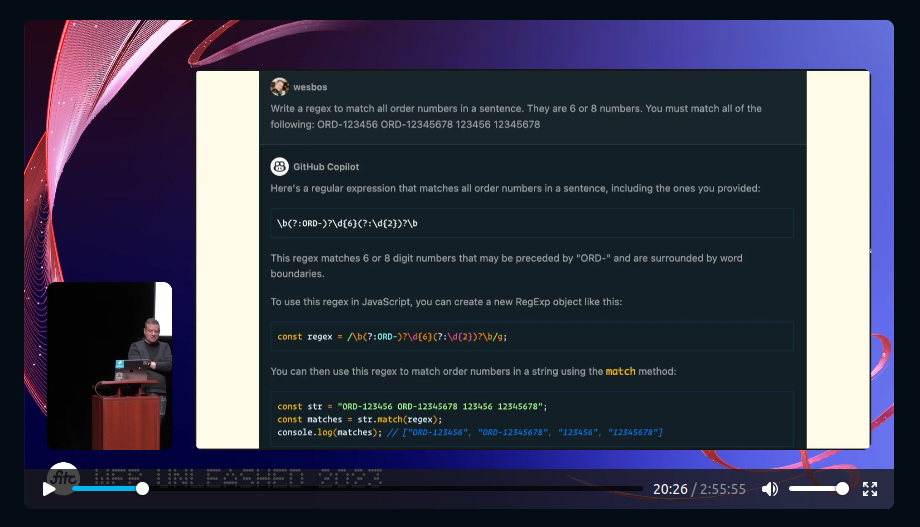 wesbos
Write a regex to match all order numbers in a sentence. They are 6 or 8 numbers. You must match all of the
following: ORD-123456 ORD-12345678 123456 12345678
GitHub Copilot
Here's a regular expression that matches all order numbers in a sentence, including the ones you provided:
\b(?:ORD-)?\d{6}(?:\d{2})?\b
This regex matches 6 or 8 digit numbers that may be preceded by "ORD-" and are surrounded by word
boundaries.
To use this regex in JavaScript, you can create a new RegExp object like this:
const regex = /\b(?:ORD-)?\d{6}(?:\d{2})?\b/g;
You can then use this regex to match order numbers in a string using the match method:
const str = "ORD-123456 ORD-12345678 123456 12345678";
const matches = str.match(regex);
console.log(matches); // ["ORD-123456", "ORD-12345678", "123456", "12345678"]
fitc WEB UNLEASHED 2023
20:26 / 2:55:55